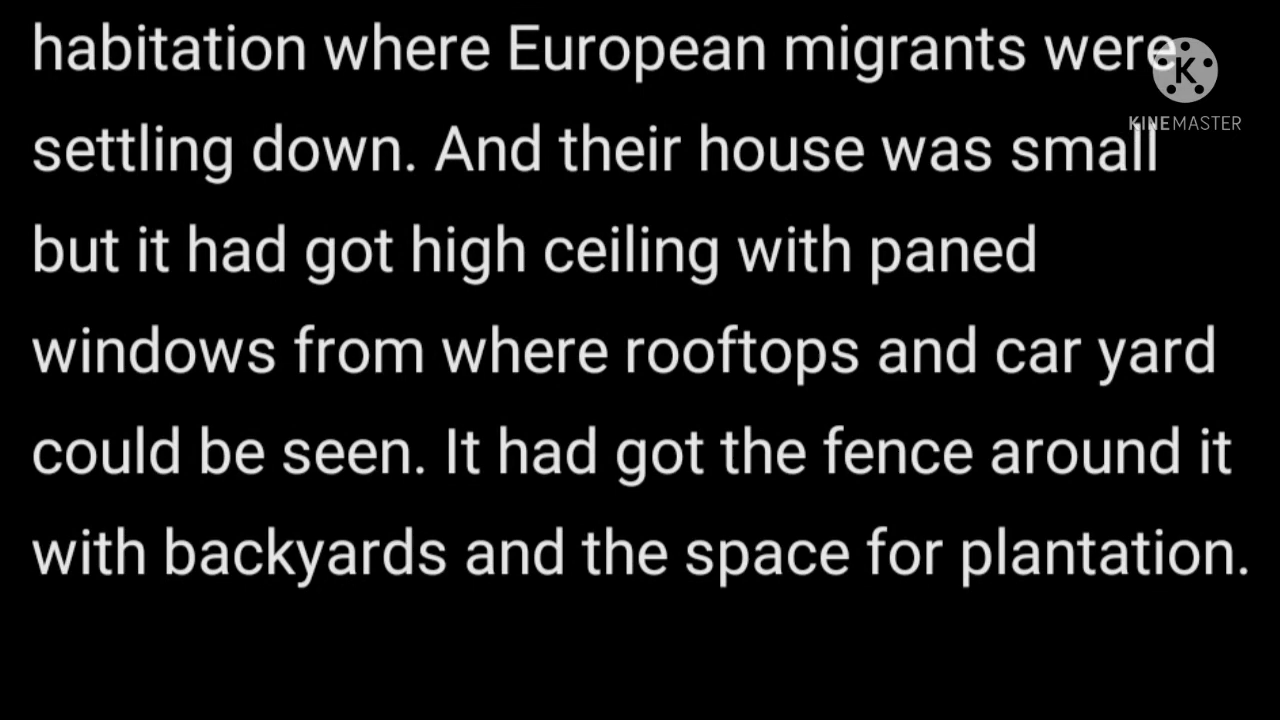 habitation where European migrants were
settling down. And their house was small
but it had got high ceiling with paned
windows from where rooftops and car yard
could be seen. It had got the fence around it
with backyards and the space for plantation.
K
KINEMASTER